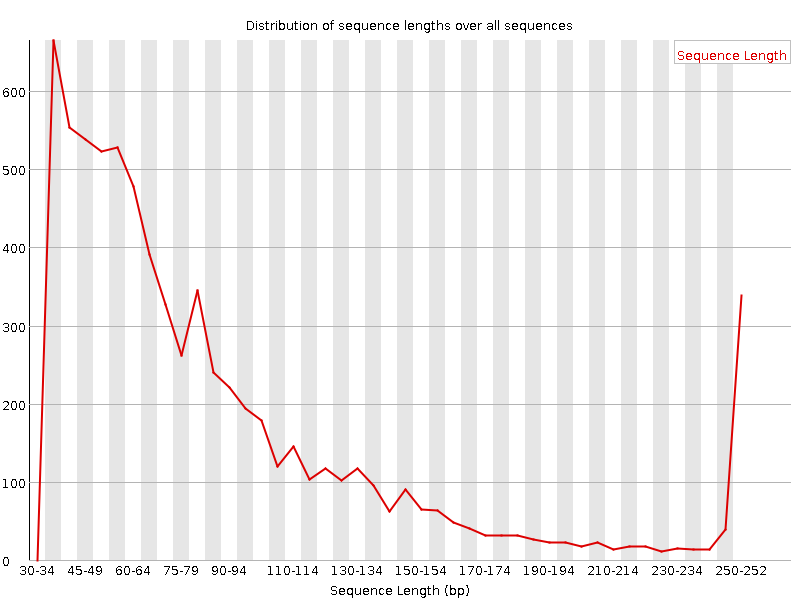 Distribution of sequence lengths over all sequences
Sequence Length
600
500
400
300
200
100
0
30-34 45-49 60-64 75-79 90-94 110-114 130-134 150-154 170-174 190-194 210-214 230-234 250-252
Sequence Length (bp)